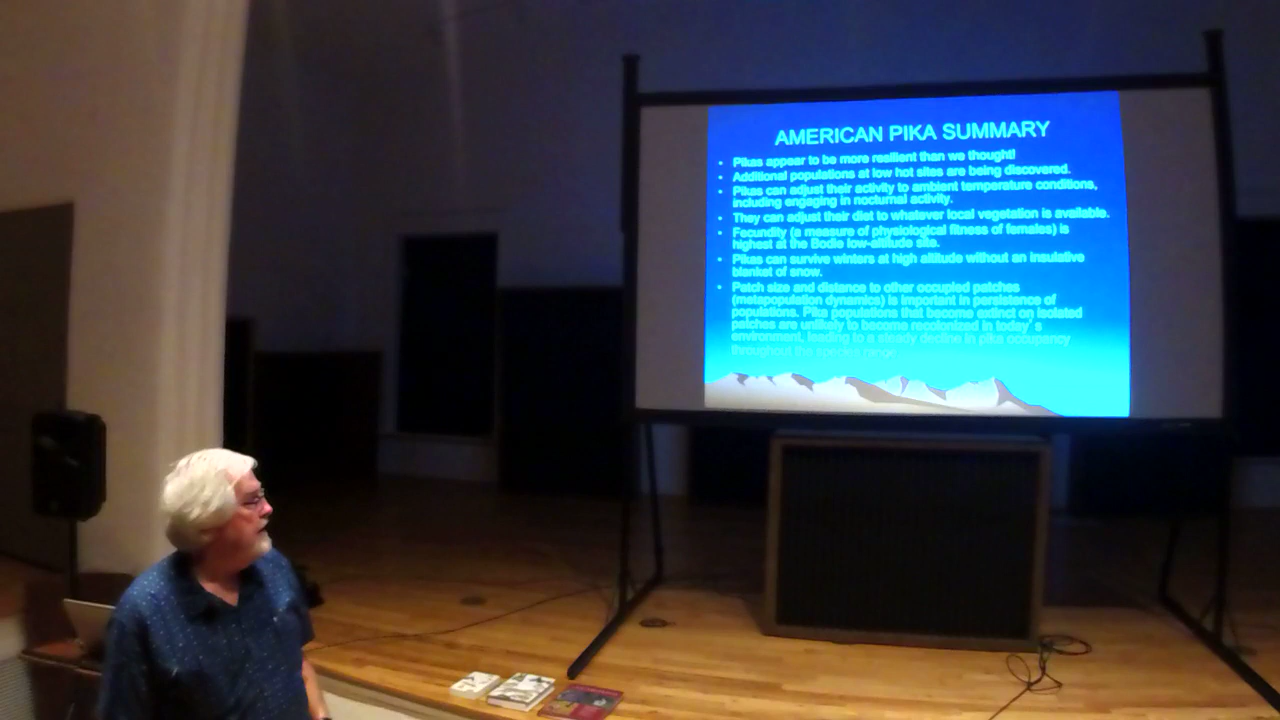 AMERICAN PIKA SUMMARY
• Pikas appear to be more resilient than we thought!
• Additional populations at low hot sites are being discovered.
• Pikas can adjust their activity to ambient temperature conditions,
including engaging in nocturnal activity.
• They can adjust their diet to whatever local vegetation is available.
• Fecundity (a measure of physiological fitness of females) is
highest at the Bodie low-altitude site.
• Pikas can survive winters at high altitude without an insulative
blanket of snow.
• Patch size and distance to other occupied patches
(metapopulation dynamics) is important in persistence of
populations. Pika populations that become extinct on isolated
patches are unlikely to become recolonized in today's
environment, leading to a steady decline in pika occupancy
throughout the species range